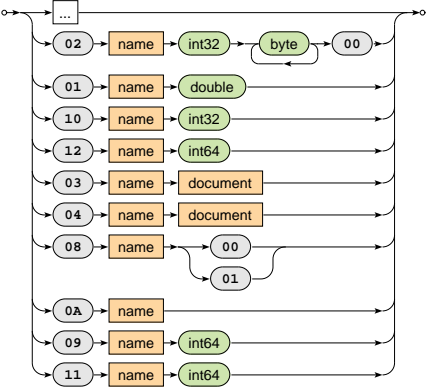 ...
02 name int32 byte 00
01 name double
10 name int32
12 name int64
03 name document
04 name document
08 name 00
01
0A name
09 name int64
11 name int64